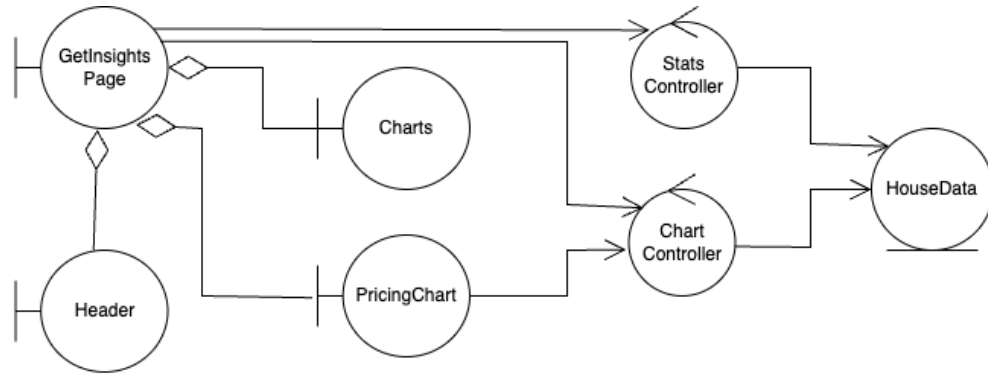 GetInsights
Page
Stats
Controller
Charts
HouseData
Chart
Controller
Header
PricingChart